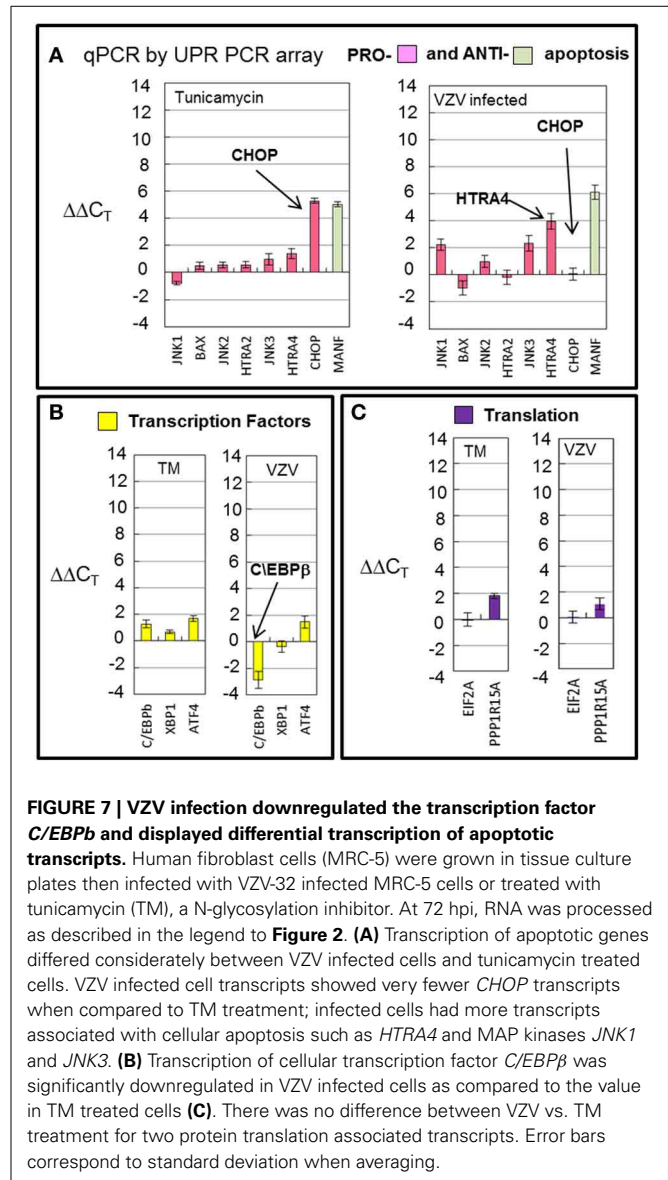 A qPCR by UPR PCR array PRO- and ANTI- apoptosis
Tunicamycin
14
12
10
8
6
4
2
0
-2
-4
ΔΔCT
CHOP
JNK1
BAX
JNK2
HTRA2
JNK3
HTRA4
CHOP
MANF
VZV infected
14
12
10
8
6
4
2
0
-2
-4
CHOP
HTRA4
JNK1
BAX
JNK2
HTRA2
JNK3
HTRA4
CHOP
MANF
B Transcription Factors
TM
14
12
10
8
6
4
2
0
-2
-4
ΔΔCT
C/EBPb
XBP1
ATF4
VZV
14
12
10
8
6
4
2
0
-2
-4
C\EBPβ
C/EBPb
XBP1
ATF4
C Translation
TM
14
12
10
8
6
4
2
0
-2
-4
ΔΔCT
EIF2A
PPP1R15A
VZV
14
12
10
8
6
4
2
0
-2
-4
EIF2A
PPP1R15A
FIGURE 7 | VZV infection downregulated the transcription factor
C/EBPb and displayed differential transcription of apoptotic
transcripts. Human fibroblast cells (MRC-5) were grown in tissue culture
plates then infected with VZV-32 infected MRC-5 cells or treated with
tunicamycin (TM), a N-glycosylation inhibitor. At 72 hpi, RNA was processed
as described in the legend to Figure 2. (A) Transcription of apoptotic genes
differed considerately between VZV infected cells and tunicamycin treated
cells. VZV infected cell transcripts showed very fewer CHOP transcripts
when compared to TM treatment; infected cells had more transcripts
associated with cellular apoptosis such as HTRA4 and MAP kinases JNK1
and JNK3. (B) Transcription of cellular transcription factor C/EBPβ was
significantly downregulated in VZV infected cells as compared to the value
in TM treated cells (C). There was no difference between VZV vs. TM
treatment for two protein translation associated transcripts. Error bars
correspond to standard deviation when averaging.